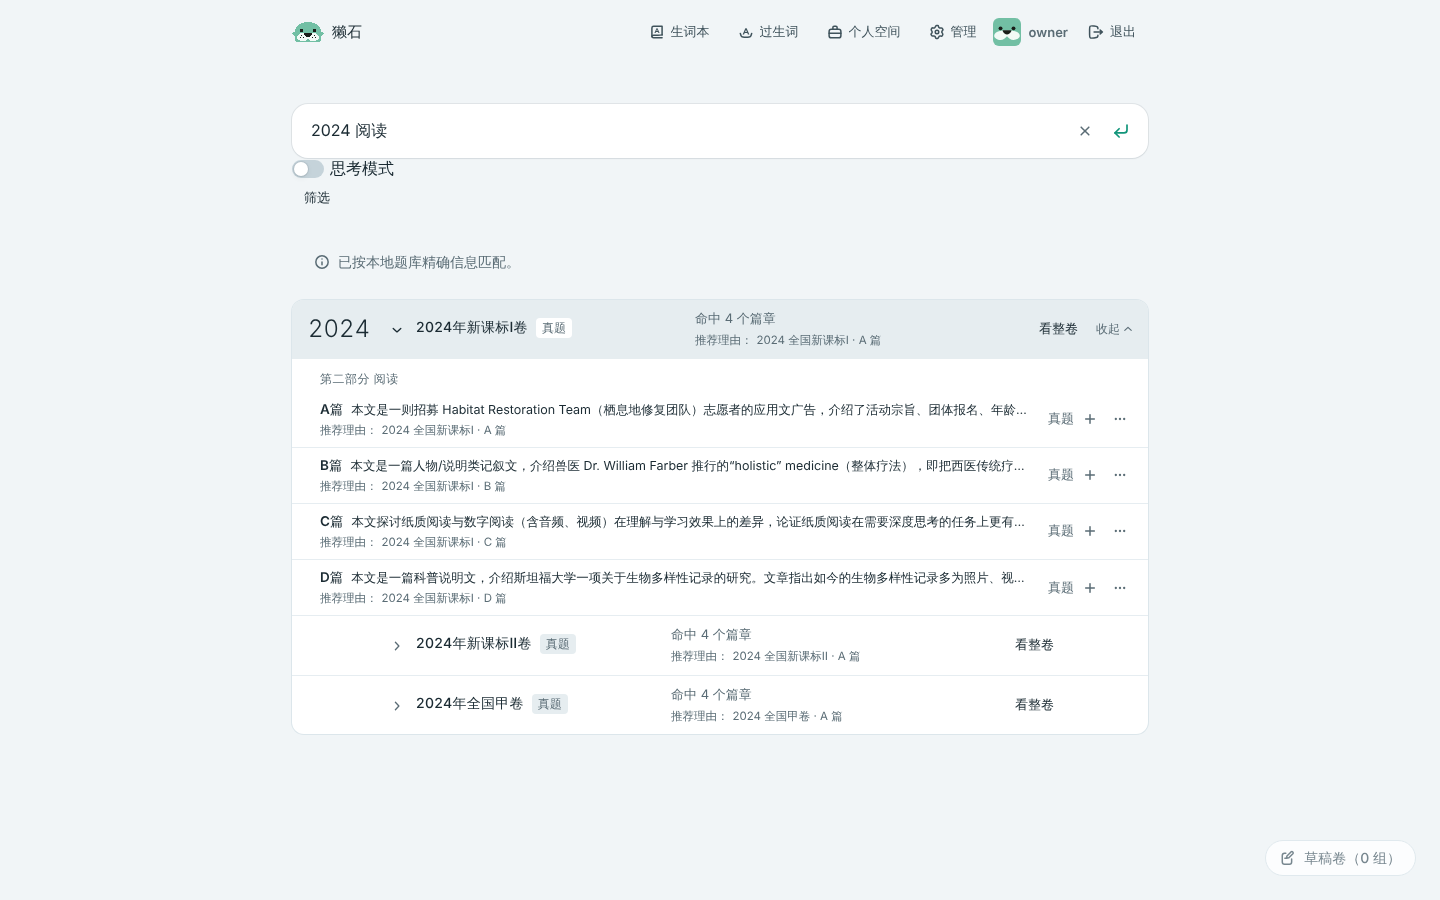 獭石
生词本 过生词 个人空间 管理 owner 退出
2024 阅读
思考模式
筛选
已按本地题库精确信息匹配。
2024 2024年新课标I卷 真题 命中 4 个篇章 看整卷 收起
推荐理由： 2024 全国新课标I · A 篇
第二部分 阅读
A篇 本文是一则招募 Habitat Restoration Team（栖息地修复团队）志愿者的应用文广告，介绍了活动宗旨、团体报名、年龄... 真题
推荐理由： 2024 全国新课标I · A 篇
B篇 本文是一篇人物/说明类记叙文，介绍兽医 Dr. William Farber 推行的“holistic” medicine（整体疗法），即把西医传统疗... 真题
推荐理由： 2024 全国新课标I · B 篇
C篇 本文探讨纸质阅读与数字阅读（含音频、视频）在理解与学习效果上的差异，论证纸质阅读在需要深度思考的任务上更有... 真题
推荐理由： 2024 全国新课标I · C 篇
D篇 本文是一篇科普说明文，介绍斯坦福大学一项关于生物多样性记录的研究。文章指出如今的生物多样性记录多为照片、视... 真题
推荐理由： 2024 全国新课标I · D 篇
2024年新课标II卷 真题 命中 4 个篇章 看整卷
推荐理由： 2024 全国新课标II · A 篇
2024年全国甲卷 真题 命中 4 个篇章 看整卷
推荐理由： 2024 全国甲卷 · A 篇
草稿卷（0 组）